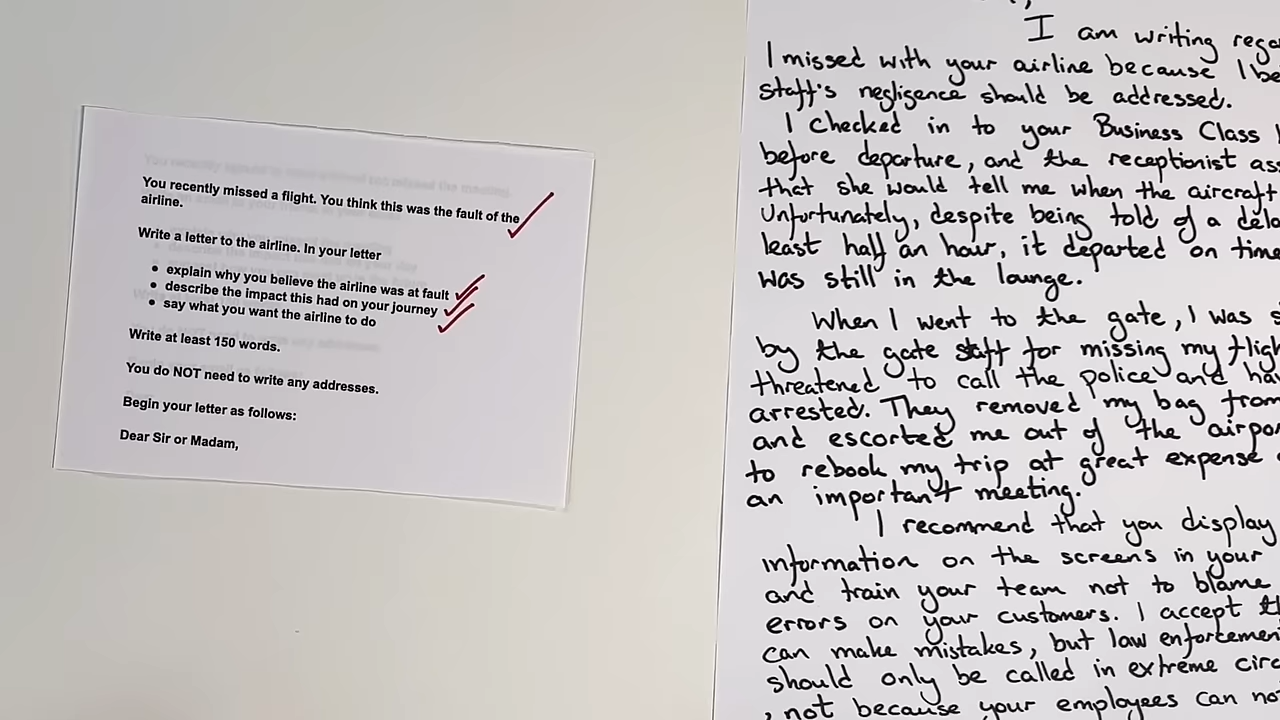 You recently missed a flight. You think this was the fault of the
airline.
Write a letter to the airline. In your letter
• explain why you believe the airline was at fault
• describe the impact this had on your journey
• say what you want the airline to do
Write at least 150 words.
You do NOT need to write any addresses.
Begin your letter as follows:
Dear Sir or Madam,
I am writing
I missed with your airline because I
staff's negligence should be addressed.
I checked in to your Business Class
before departure, and the receptionist
that she would tell me when the aircraft
Unfortunately, despite being told of a
least half an hour, it departed on time
was still in the lounge.
When I went to the gate, I was
by the gate staff for missing my
threatened to call the police and
arrested. They removed my bag from
and escorted me out of the
to rebook my trip at great expense
an important meeting.
I recommend that you display
information on the screens in your
and train your team not to blame
errors on your customers. I accept
can make mistakes, but law
should only be called in extreme
, not because your employees can